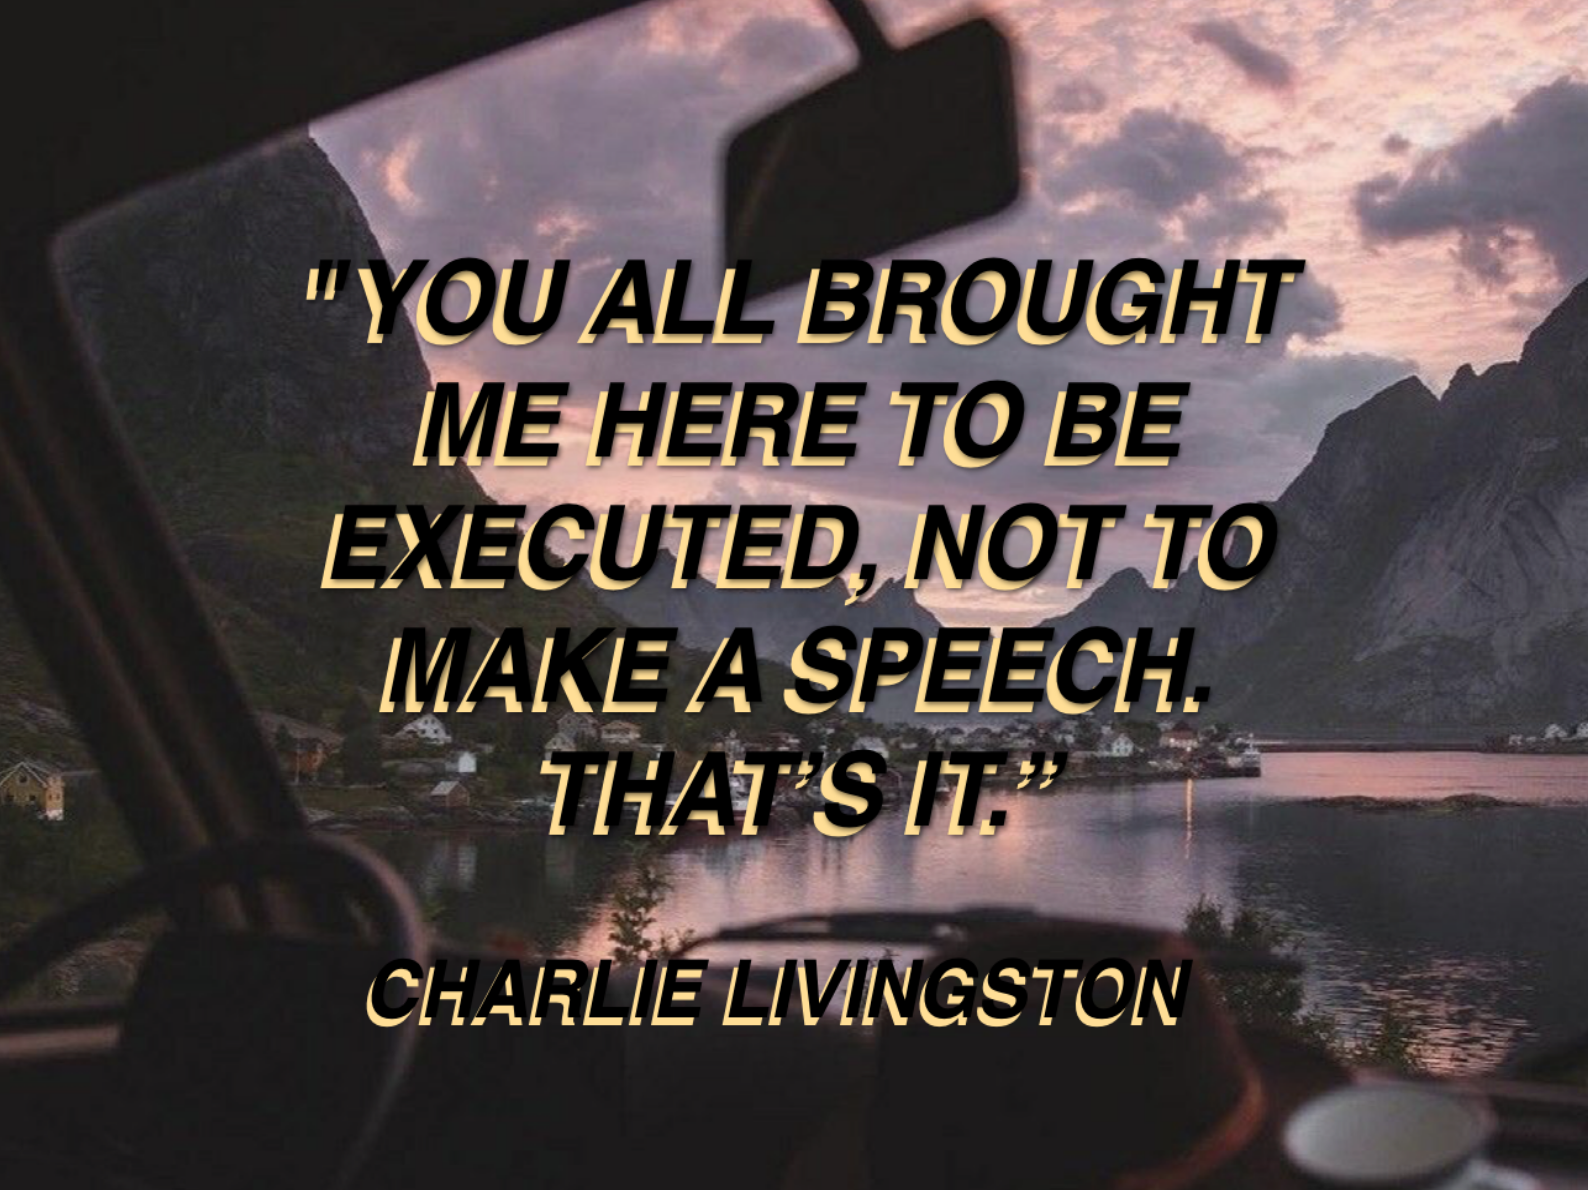 "YOU ALL BROUGHT
ME HERE TO BE
EXECUTED, NOT TO
MAKE A SPEECH.
THAT’S IT.”
CHARLIE LIVINGSTON